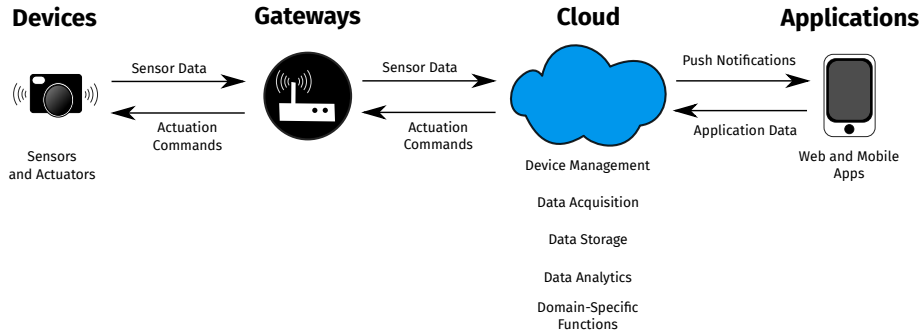 Devices
Gateways
Cloud
Applications
Sensor Data
Sensor Data
Push Notifications
Actuation
Commands
Actuation
Commands
Application Data
Sensors
and Actuators
Device Management
Web and Mobile
Apps
Data Acquisition
Data Storage
Data Analytics
Domain-Specific
Functions